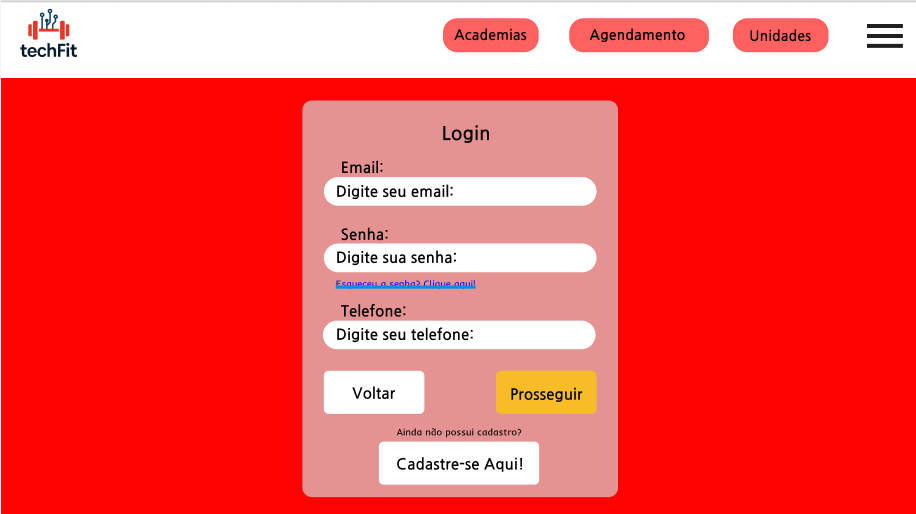 techFit
Academias
Agendamento
Unidades
Login
Email:
Digite seu email:
Senha:
Digite sua senha:
Esqueceu a senha? Clique aqui!
Telefone:
Digite seu telefone:
Voltar
Prosseguir
Ainda não possui cadastro?
Cadastre-se Aqui!